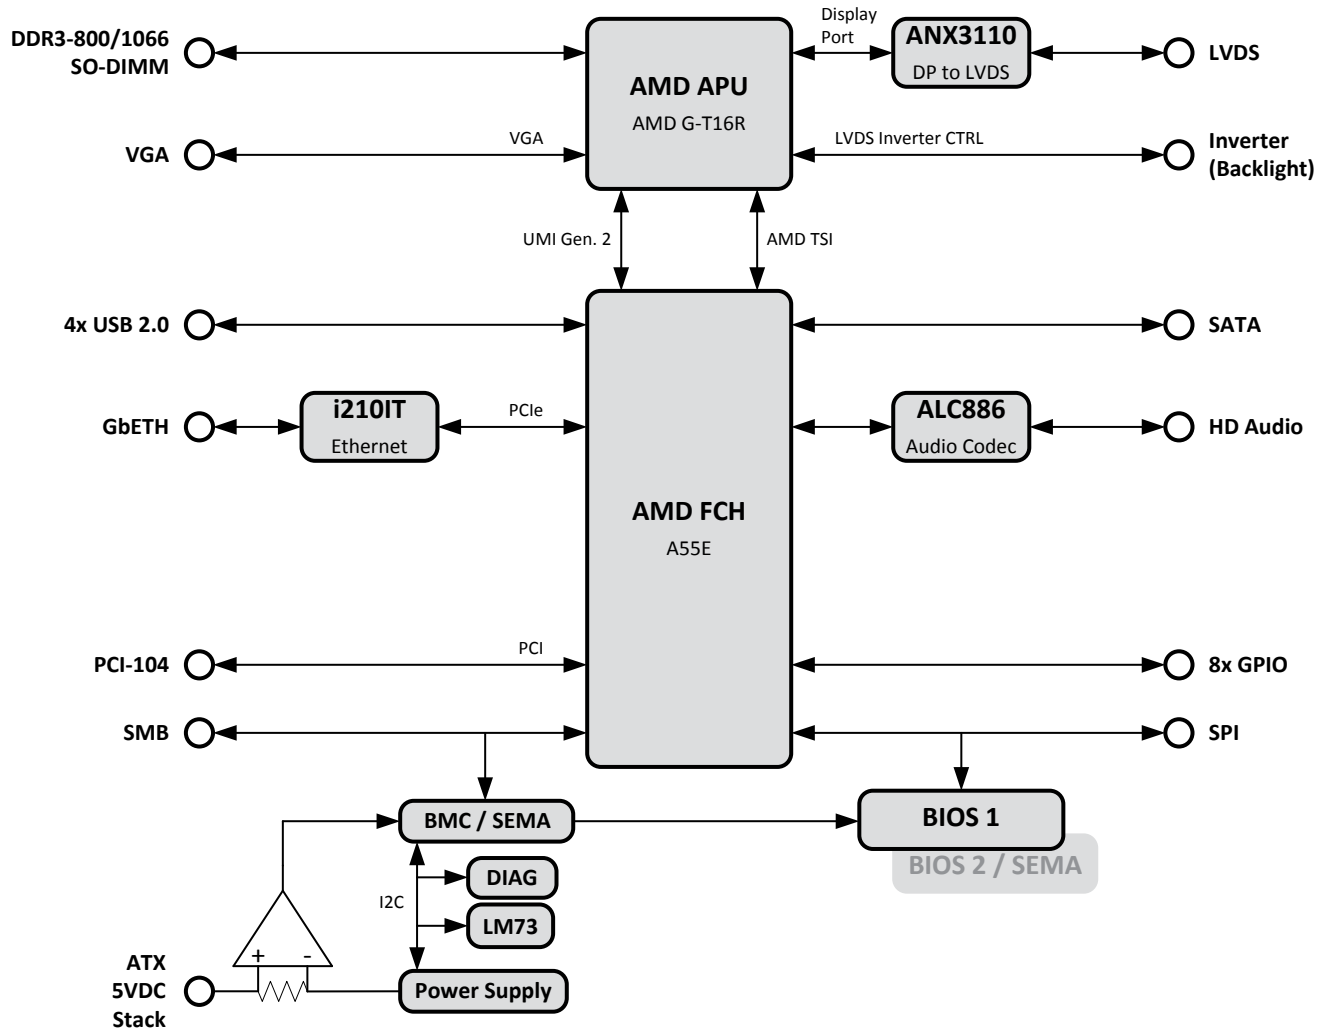 DDR3-800/1066
SO-DIMM
Display
Port
ANX3110
DP to LVDS
LVDS
AMD APU
AMD G-T16R
VGA
VGA
LVDS Inverter CTRL
Inverter
(Backlight)
UMI Gen. 2
AMD TSI
4x USB 2.0
SATA
GbETH
i210IT
Ethernet
PCIe
ALC886
Audio Codec
HD Audio
AMD FCH
A55E
PCI-104
PCI
8x GPIO
SMB
SPI
BMC / SEMA
BIOS 1
BIOS 2 / SEMA
DIAG
I2C
LM73
+
-
ATX
5VDC
Stack
Power Supply